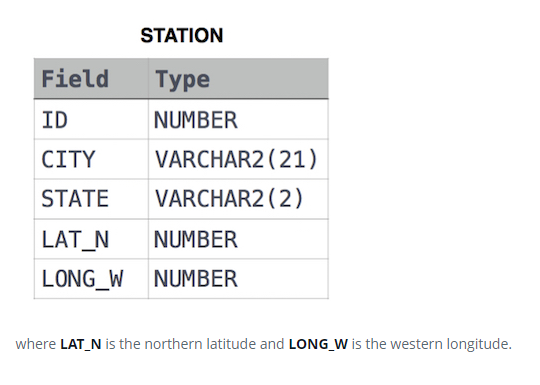 STATION
Field Type
ID NUMBER
CITY VARCHAR2(21)
STATE VARCHAR2(2)
LAT_N NUMBER
LONG_W NUMBER
where LAT_N is the northern latitude and LONG_W is the western longitude.